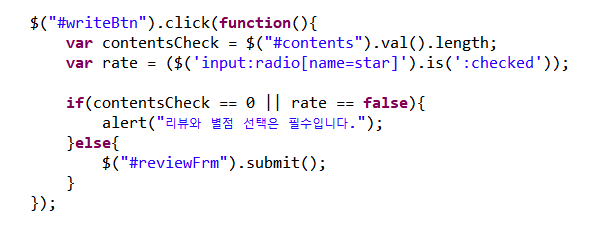 $("#writeBtn").click(function(){
    var contentsCheck = $("#contents").val().length;
    var rate = ($('input:radio[name=star]').is(':checked'));

    if(contentsCheck == 0 || rate == false){
        alert("리뷰와 별점 선택은 필수입니다.");
    }else{
        $("#reviewFrm").submit();
    }
});